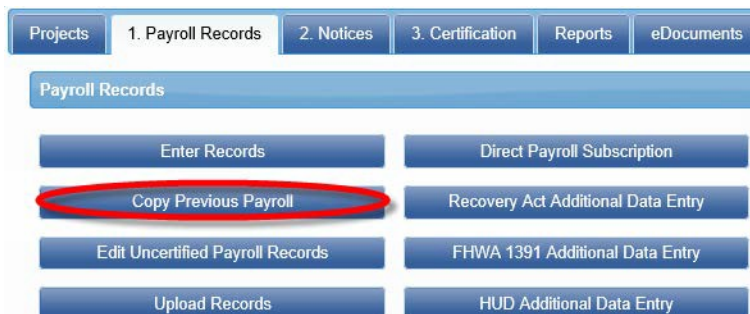 Projects 1. Payroll Records 2. Notices 3. Certification Reports eDocuments
Payroll Records
Enter Records Direct Payroll Subscription
Copy Previous Payroll Recovery Act Additional Data Entry
Edit Uncertified Payroll Records FHWA 1391 Additional Data Entry
Upload Records HUD Additional Data Entry